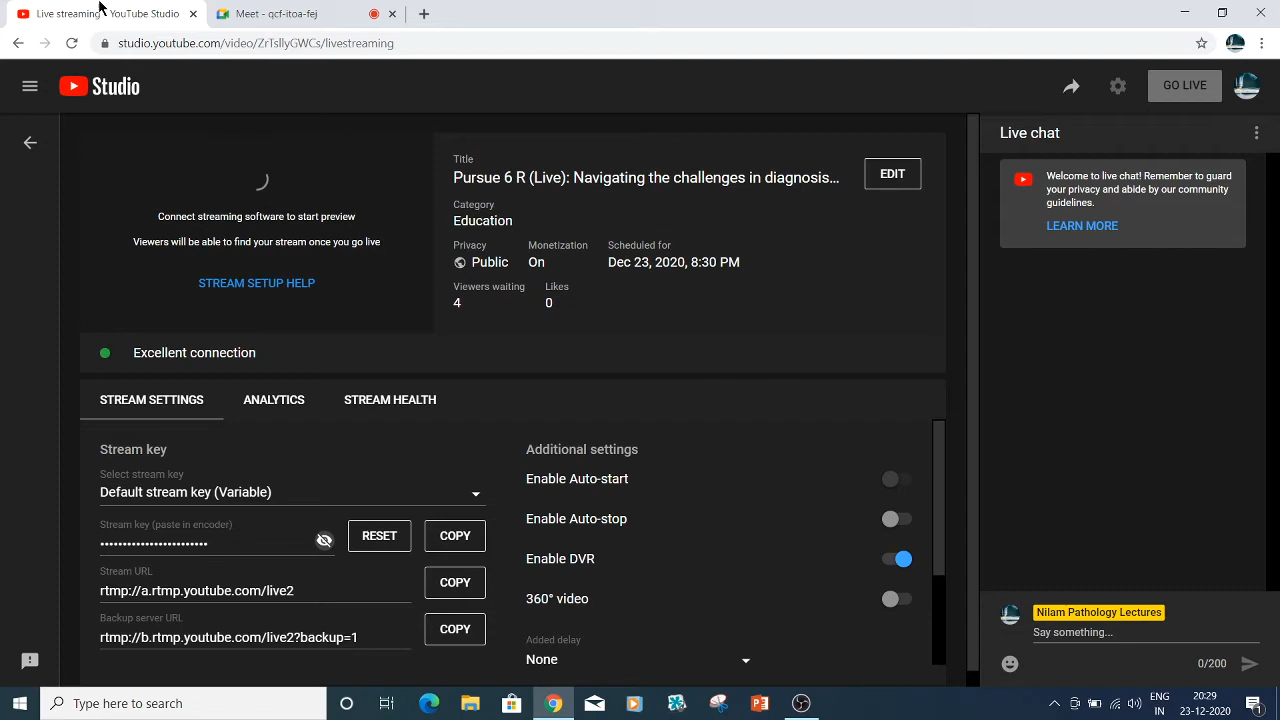 Live streaming - YouTube Studio
Meet - qcf-itoa-fej
studio.youtube.com/video/ZrTsllyGWCs/livestreaming
Studio
GO LIVE
Connect streaming software to start preview
Viewers will be able to find your stream once you go live
STREAM SETUP HELP
Title
Pursue 6 R (Live): Navigating the challenges in diagnosis...
EDIT
Category
Education
Privacy Monetization Scheduled for
Public On Dec 23, 2020, 8:30 PM
Viewers waiting Likes
4 0
Excellent connection
STREAM SETTINGS ANALYTICS STREAM HEALTH
Stream key
Select stream key
Default stream key (Variable)
Stream key (paste in encoder)
••••••••••••••••••••••••
RESET COPY
Stream URL
rtmp://a.rtmp.youtube.com/live2
COPY
Backup server URL
rtmp://b.rtmp.youtube.com/live2?backup=1
COPY
Additional settings
Enable Auto-start
Enable Auto-stop
Enable DVR
360° video
Added delay
None
Live chat
Welcome to live chat! Remember to guard
your privacy and abide by our community
guidelines.
LEARN MORE
Nilam Pathology Lectures
Say something...
0/200
Type here to search
ENG
IN
20:29
23-12-2020
1